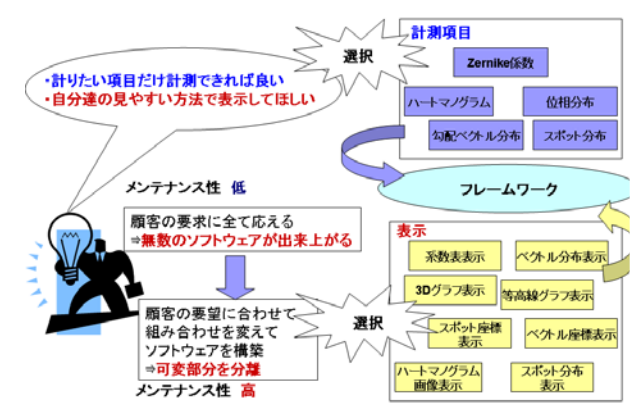 ・計りたい項目だけ計測できれば良い
・自分達の見やすい方法で表示してほしい
選択
計測項目
Zernike係数
ハートマノグラム
位相分布
勾配ベクトル分布
スポット分布
フレームワーク
メンテナンス性 低
顧客の要求に全て応える
⇒無数のソフトウェアが出来上がる
顧客の要望に合わせて
組み合わせを変えて
ソフトウェアを構築
⇒可変部分を分離
メンテナンス性 高
選択
表示
係数表表示
ベクトル分布表示
3Dグラフ表示
等高線グラフ表示
スポット座標
表示
ベクトル座標表示
ハートマノグラム
画像表示
スポット分布
表示